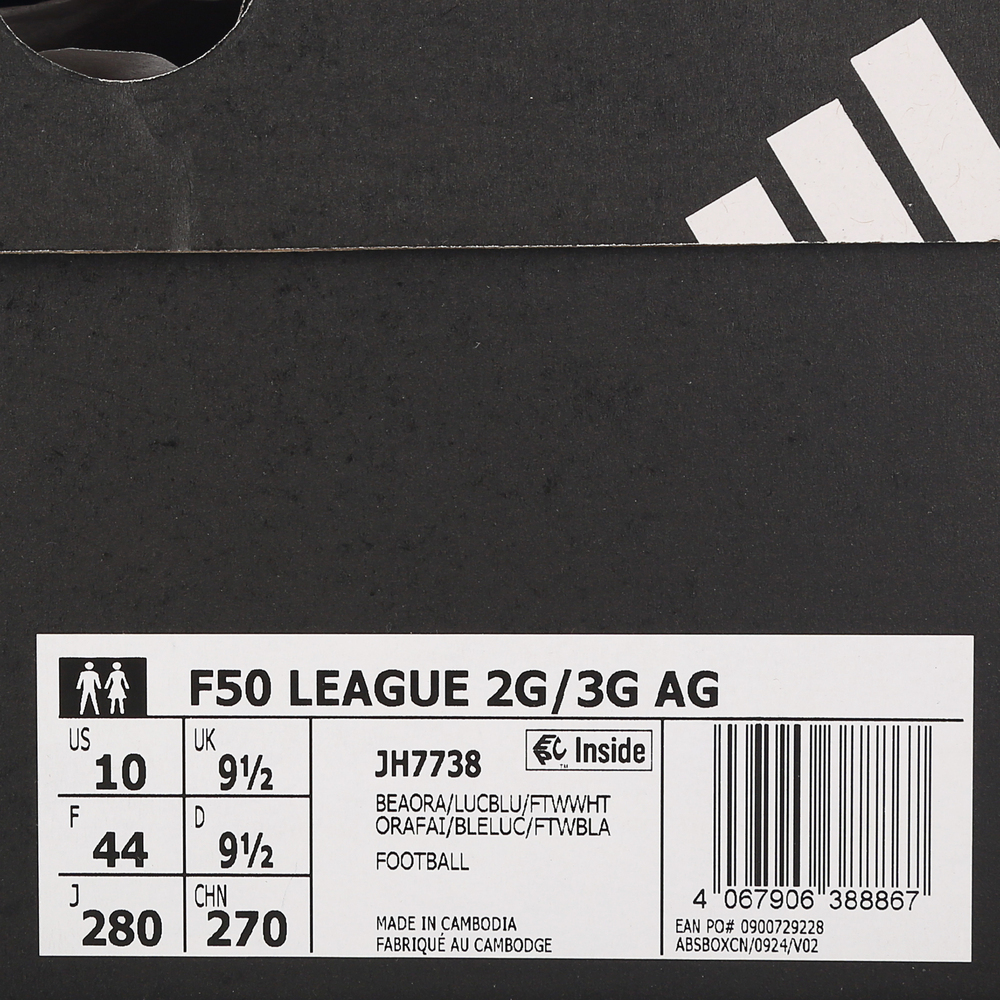 F50 LEAGUE 2G/3G AG
US 10
UK 9½
F 44
D 9½
J 280
CHN 270
JH7738
Inside
TM
BEAORA/LUCBLU/FTWWHT
ORAFAI/BLELUC/FTWBLA
FOOTBALL
MADE IN CAMBODIA
FABRIQUÉ AU CAMBODGE
4 067906 388867
EAN PO# 0900729228
ABSBOXCN/0924/V02